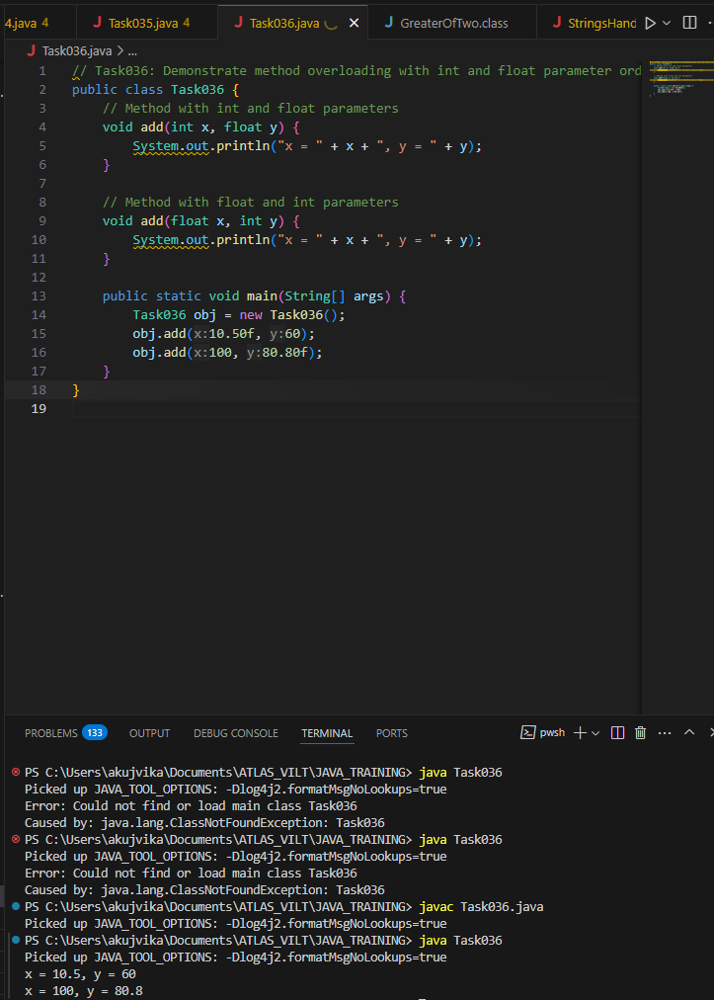 4.java 4 J Task035.java 4 J Task036.java J GreaterOfTwo.class J StringsHand
J Task036.java > ...
1 // Task036: Demonstrate method overloading with int and float parameter ord
2 public class Task036 {
3 // Method with int and float parameters
4 void add(int x, float y) {
5 System.out.println("x = " + x + ", y = " + y);
6 }
7
8 // Method with float and int parameters
9 void add(float x, int y) {
10 System.out.println("x = " + x + ", y = " + y);
11 }
12
13 public static void main(String[] args) {
14 Task036 obj = new Task036();
15 obj.add(x:10.50f, y:60);
16 obj.add(x:100, y:80.80f);
17 }
18 }
19
PROBLEMS 133 OUTPUT DEBUG CONSOLE TERMINAL PORTS pwsh
PS C:\Users\akujvika\Documents\ATLAS_VILT\JAVA_TRAINING> java Task036
Picked up JAVA_TOOL_OPTIONS: -Dlog4j2.formatMsgNoLookups=true
Error: Could not find or load main class Task036
Caused by: java.lang.ClassNotFoundException: Task036
PS C:\Users\akujvika\Documents\ATLAS_VILT\JAVA_TRAINING> java Task036
Picked up JAVA_TOOL_OPTIONS: -Dlog4j2.formatMsgNoLookups=true
Error: Could not find or load main class Task036
Caused by: java.lang.ClassNotFoundException: Task036
PS C:\Users\akujvika\Documents\ATLAS_VILT\JAVA_TRAINING> javac Task036.java
Picked up JAVA_TOOL_OPTIONS: -Dlog4j2.formatMsgNoLookups=true
PS C:\Users\akujvika\Documents\ATLAS_VILT\JAVA_TRAINING> java Task036
Picked up JAVA_TOOL_OPTIONS: -Dlog4j2.formatMsgNoLookups=true
x = 10.5, y = 60
x = 100, y = 80.8